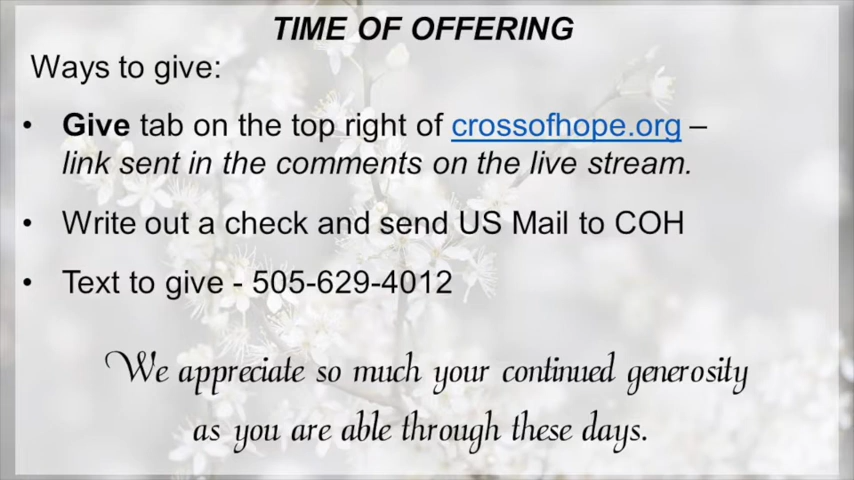 TIME OF OFFERING
Ways to give:
• Give tab on the top right of crossofhope.org –
link sent in the comments on the live stream.
• Write out a check and send US Mail to COH
• Text to give - 505-629-4012
We appreciate so much your continued generosity
as you are able through these days.